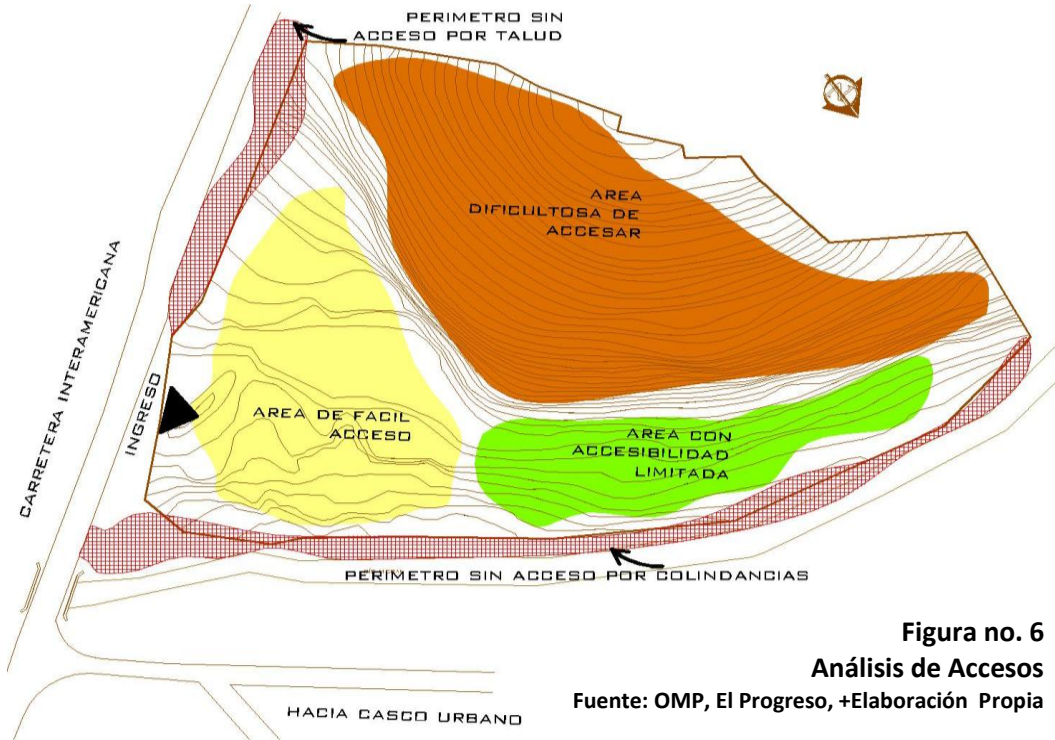 PERIMETRO SIN
ACCESO POR TALUD
AREA
DIFICULTOSA DE
ACCESAR
CARRETERA INTERAMERICANA
INGRESO
AREA DE FACIL
ACCESO
AREA CON
ACCESIBILIDAD
LIMITADA
PERIMETRO SIN ACCESO POR COLINDANCIAS
HACIA CASCO URBANO
Figura no. 6
Análisis de Accesos
Fuente: OMP, El Progreso, +Elaboración Propia